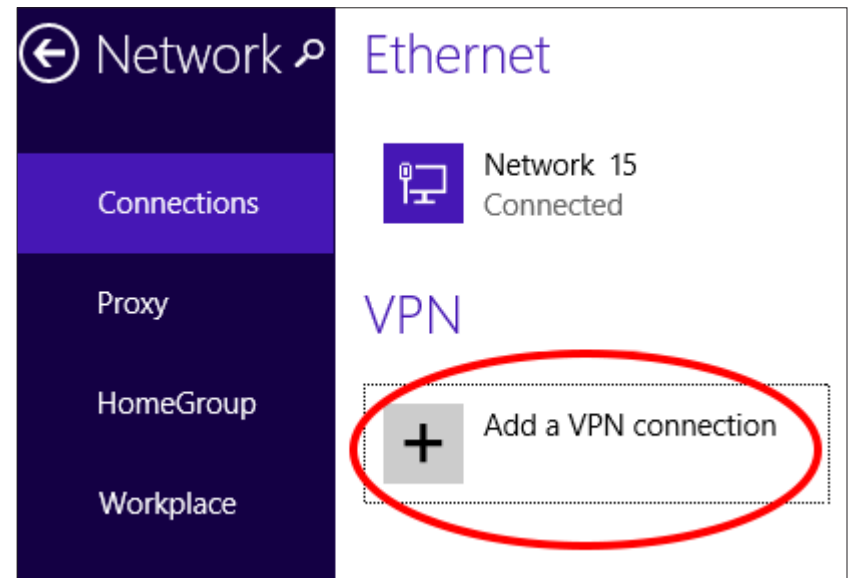 Network
Connections
Proxy
HomeGroup
Workplace
Ethernet
Network 15
Connected
VPN
Add a VPN connection